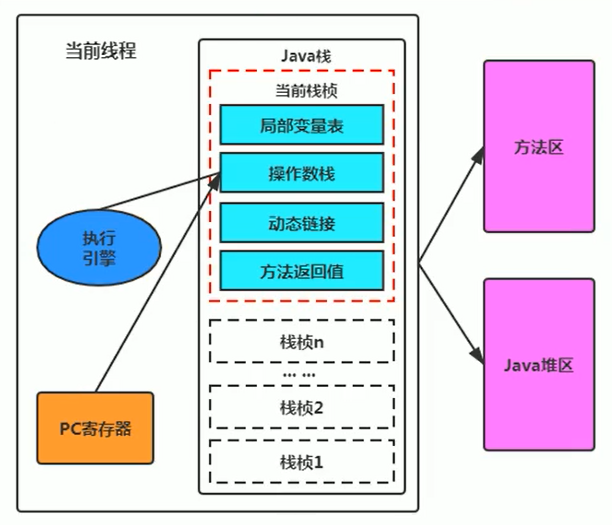 当前线程
Java栈
当前栈桢
局部变量表
操作数栈
动态链接
方法返回值
执行
引擎
PC寄存器
栈桢n
... ...
栈桢2
栈桢1
方法区
Java堆区